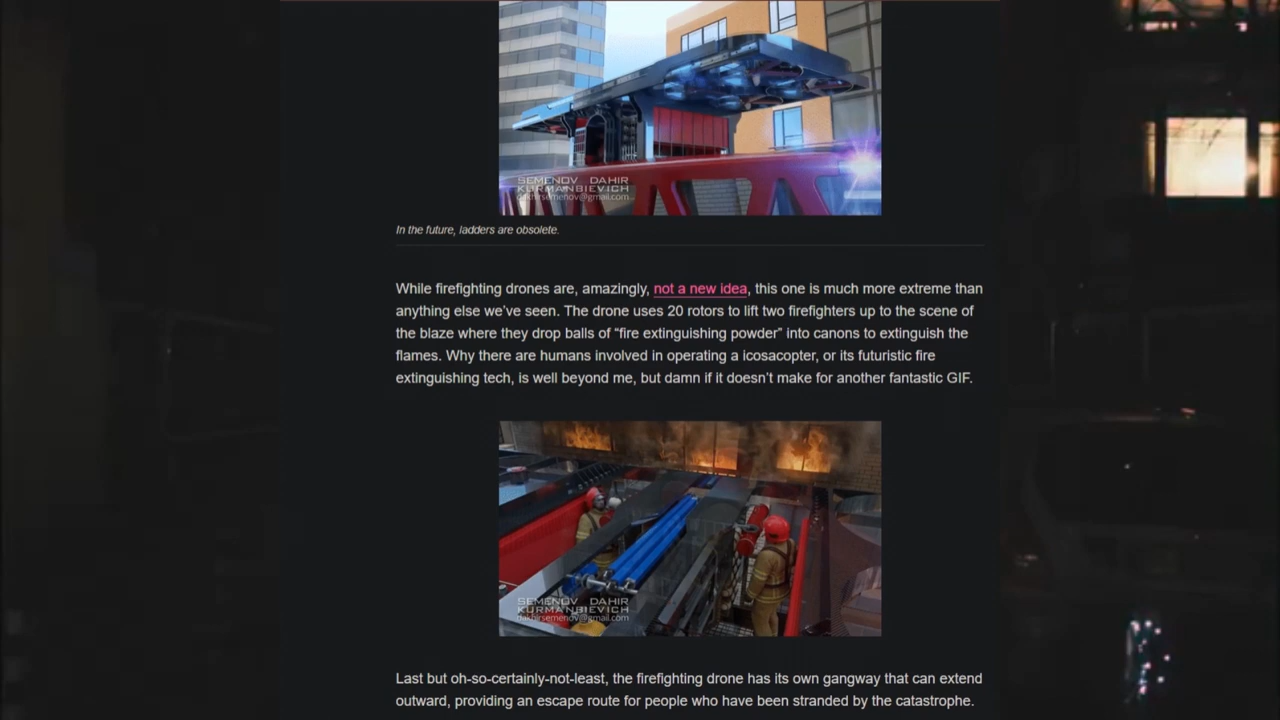 SEMENOV DAHIR
KURMANBIEVICH
dakhirsemenov@gmail.com
In the future, ladders are obsolete.
While firefighting drones are, amazingly, not a new idea, this one is much more extreme than
anything else we've seen. The drone uses 20 rotors to lift two firefighters up to the scene of
the blaze where they drop balls of "fire extinguishing powder" into canons to extinguish the
flames. Why there are humans involved in operating a icosacopter, or its futuristic fire
extinguishing tech, is well beyond me, but damn if it doesn't make for another fantastic GIF.
SEMENOV DAHIR
KURMANBIEVICH
dakhirsemenov@gmail.com
Last but oh-so-certainly-not-least, the firefighting drone has its own gangway that can extend
outward, providing an escape route for people who have been stranded by the catastrophe.